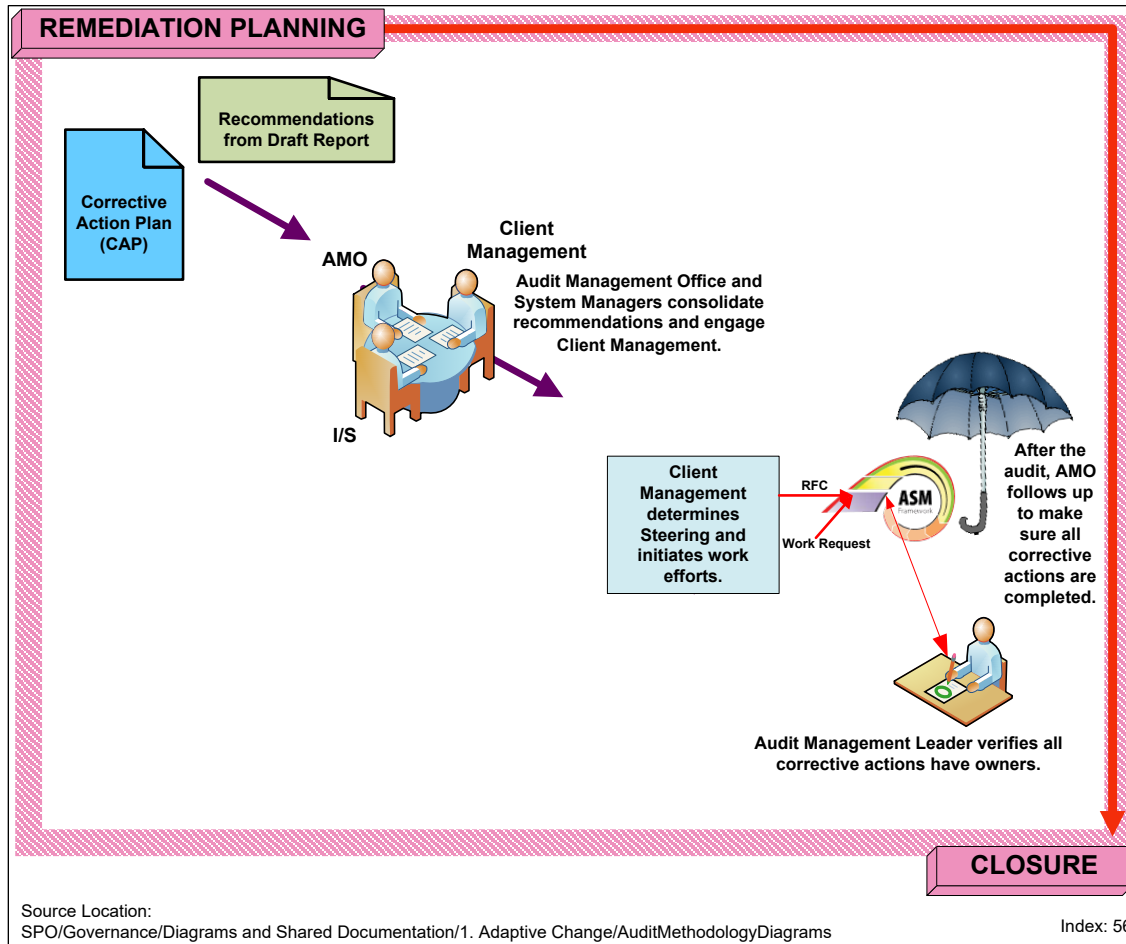 REMEDIATION PLANNING
Recommendations
from Draft Report
Corrective
Action Plan
(CAP)
AMO
Client
Management
Audit Management Office and
System Managers consolidate
recommendations and engage
Client Management.
I/S
Client
Management
determines
Steering and
initiates work
efforts.
RFC
Work Request
ASM
Framework
After the
audit, AMO
follows up
to make
sure all
corrective
actions are
completed.
Audit Management Leader verifies all
corrective actions have owners.
CLOSURE
Source Location:
SPO/Governance/Diagrams and Shared Documentation/1. Adaptive Change/AuditMethodologyDiagrams
Index: 56